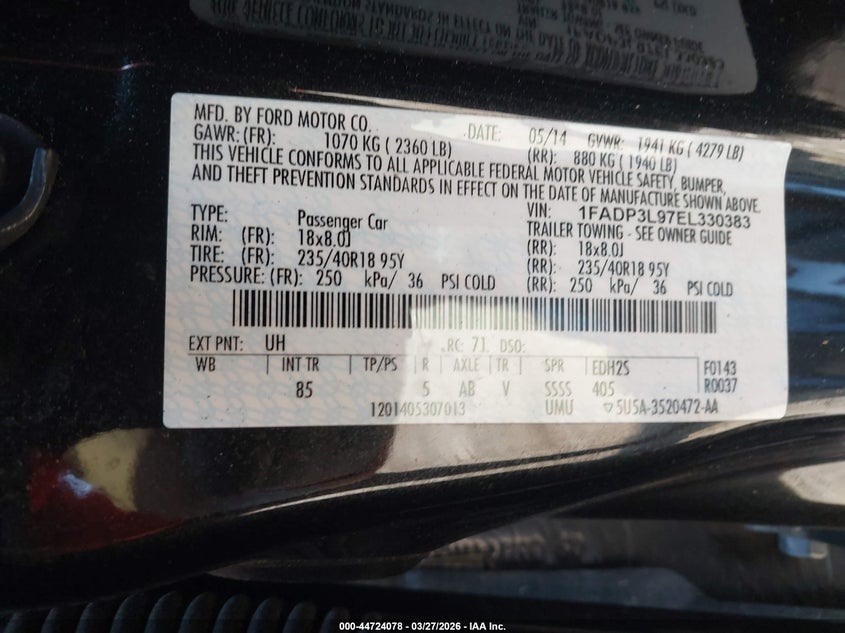 MFD. BY FORD MOTOR CO. DATE: 05/14 GVWR: 1941 KG ( 4279 LB)
GAWR: (FR): 1070 KG ( 2360 LB) (RR): 880 KG ( 1940 LB)
THIS VEHICLE CONFORMS TO ALL APPLICABLE FEDERAL MOTOR VEHICLE SAFETY, BUMPER,
AND THEFT PREVENTION STANDARDS IN EFFECT ON THE DATE OF MANUFACTURE SHOWN ABOVE.
VIN: 1FADP3L97EL330383
TYPE: Passenger Car TRAILER TOWING - SEE OWNER GUIDE
RIM: (FR): 18x8.0J (RR): 18x8.0J
TIRE: (FR): 235/40R18 95Y (RR): 235/40R18 95Y
PRESSURE: (FR): 250 kPa/ 36 PSI COLD (RR): 250 kPa/ 36 PSI COLD
EXT PNT: UH RC: 71 DSO:
WB INT TR TP/PS R AXLE TR SPR EDH2S F0143
85 5 AB V SSSS 405 R0037
1201405307013 UMU 5U5A-3520472-AA
000-44724078 - 03/27/2026 - IAA Inc.